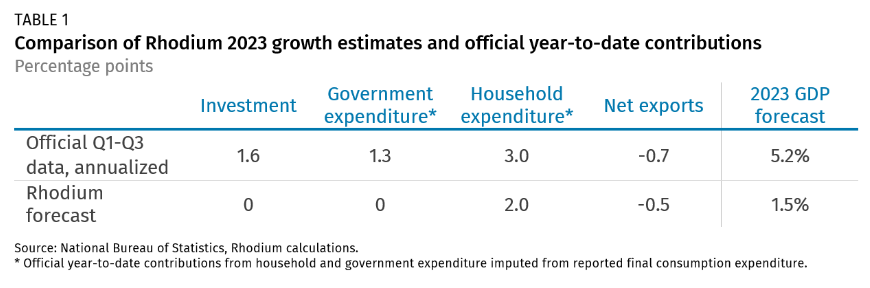 TABLE 1
Comparison of Rhodium 2023 growth estimates and official year-to-date contributions
Percentage points
Investment Government expenditure* Household expenditure* Net exports 2023 GDP forecast
Official Q1-Q3 data, annualized 1.6 1.3 3.0 -0.7 5.2%
Rhodium forecast 0 0 2.0 -0.5 1.5%
Source: National Bureau of Statistics, Rhodium calculations.
* Official year-to-date contributions from household and government expenditure imputed from reported final consumption expenditure.